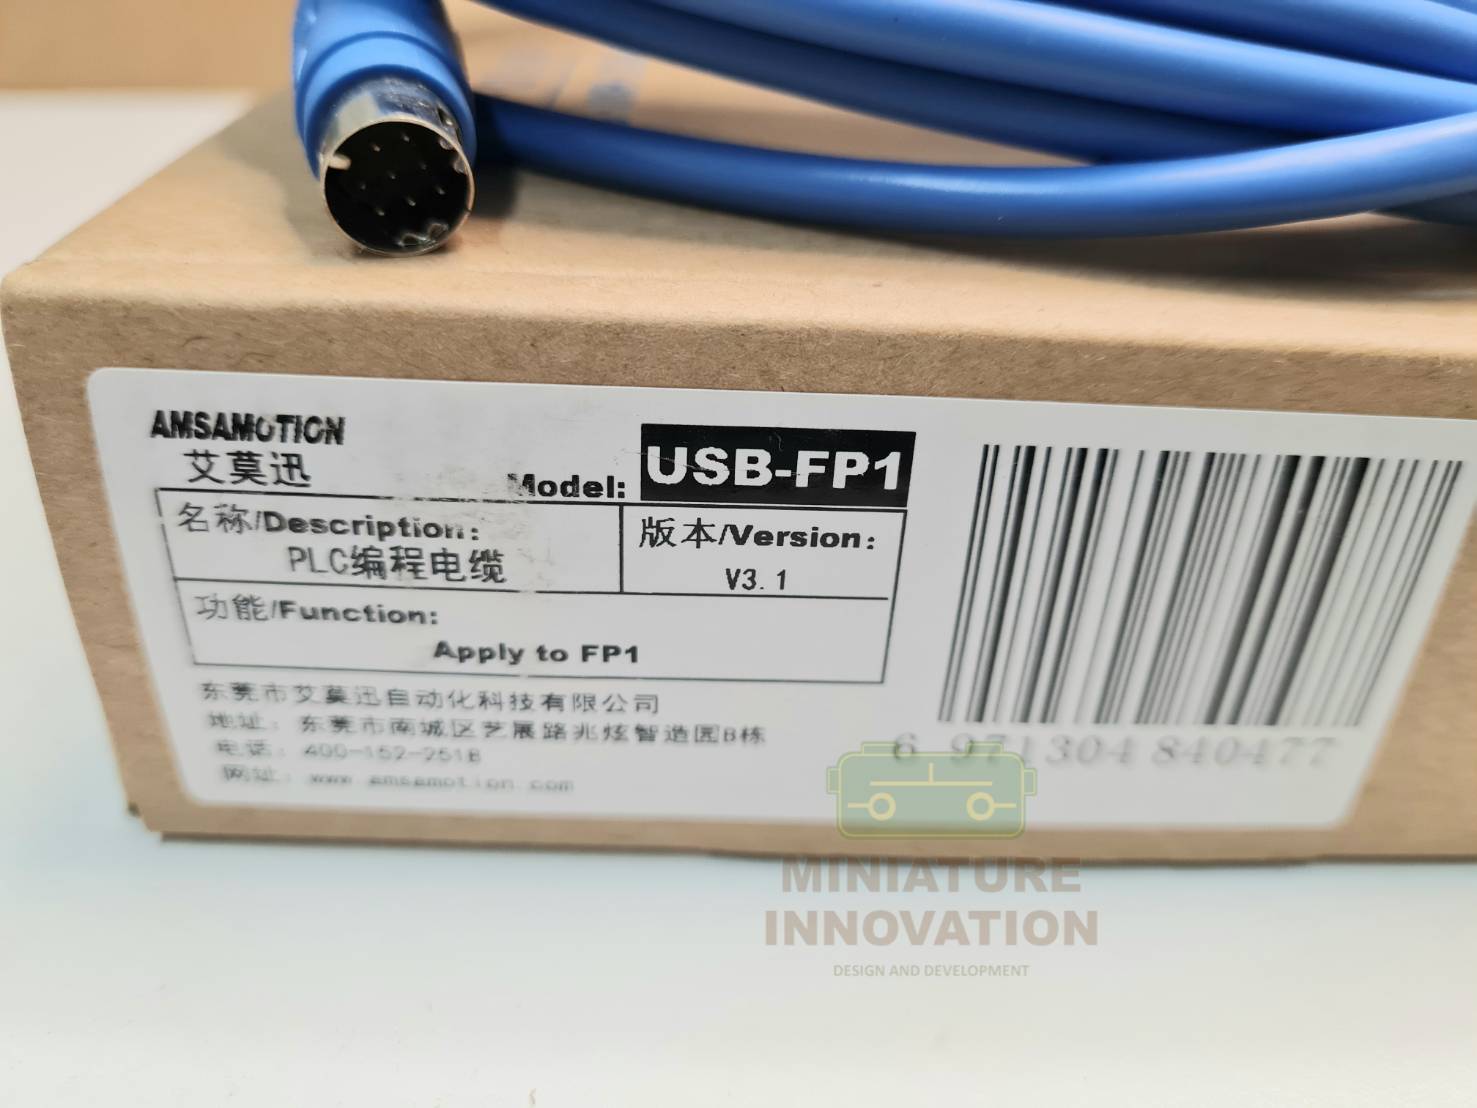 AMSAMOTION
艾莫迅
Model: USB-FP1
名称/Description:
PLC编程电缆
版本/Version:
V3.1
功能/Function:
Apply to FP1
东莞市艾莫迅自动化科技有限公司
地址: 东莞市南城区艺展路兆炫智造园B栋
电话: 400-152-2518
网址: www.amsamotion.com
6 971304 840477
MINIATURE
INNOVATION
DESIGN AND DEVELOPMENT